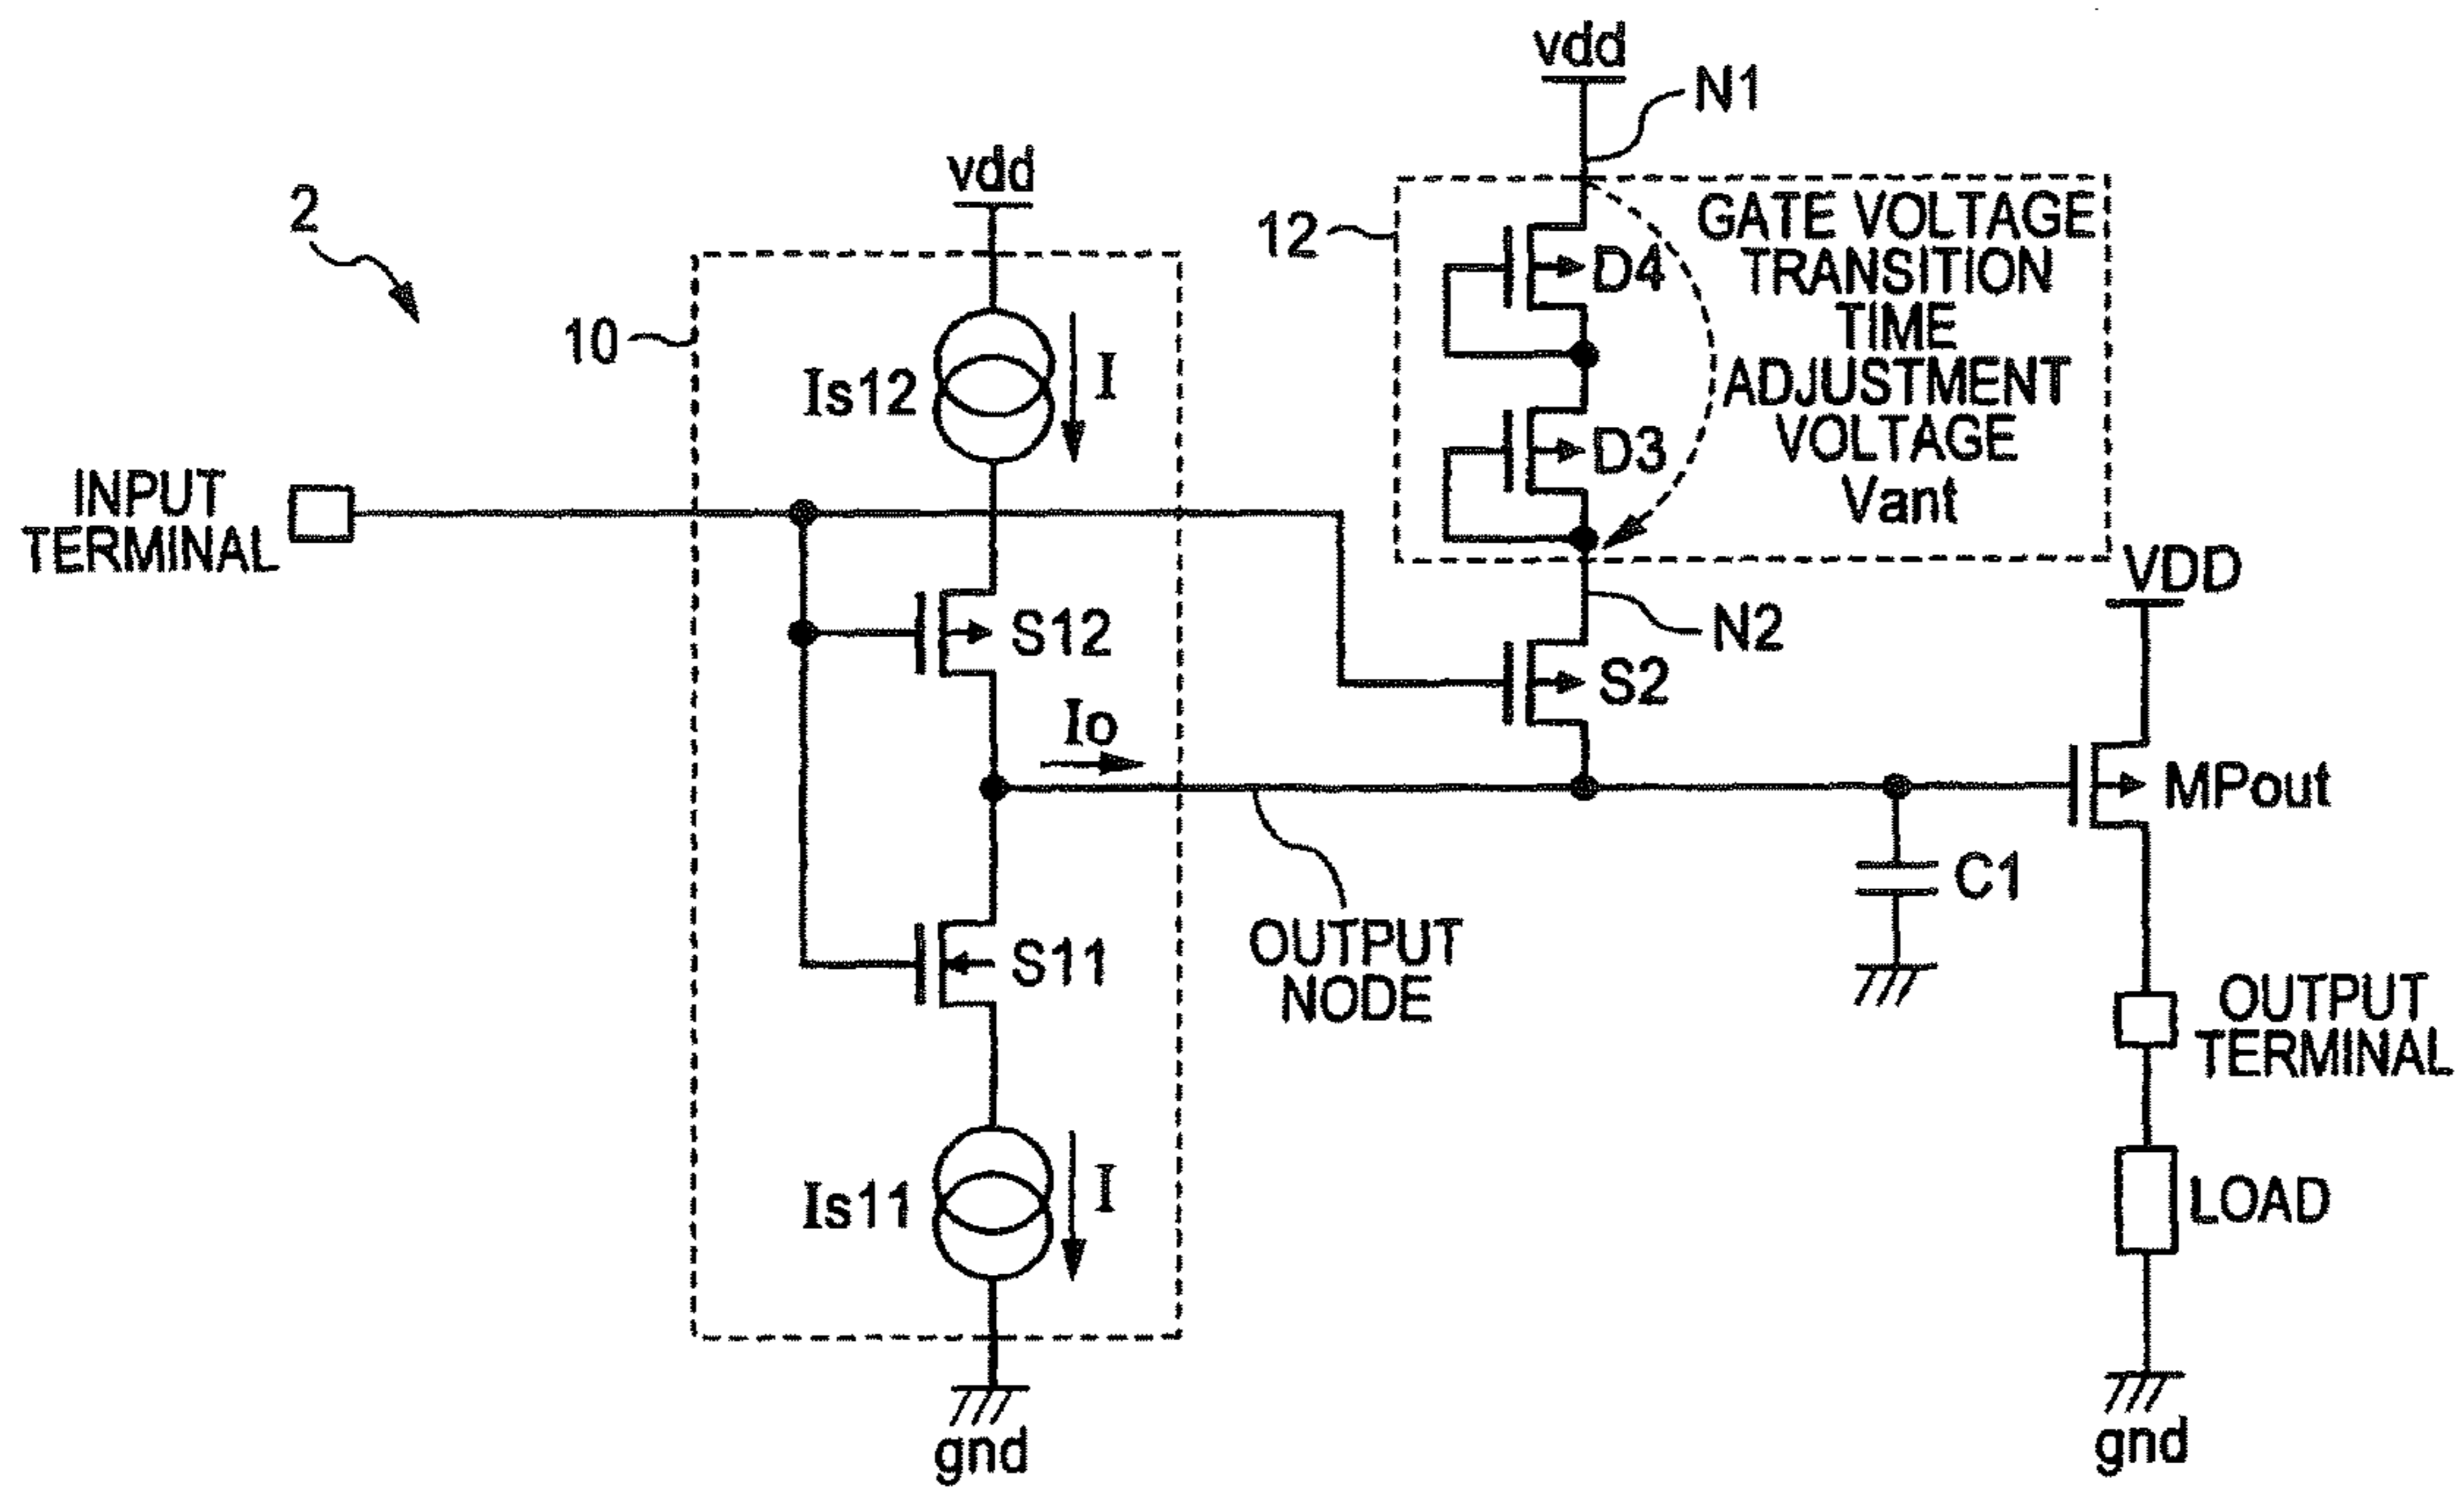 vdd
N1
vdd
2
12
GATE VOLTAGE
TRANSITION
TIME
ADJUSTMENT
VOLTAGE
Vant
D4
D3
10
Is12
I
INPUT
TERMINAL
VDD
S12
N2
S2
Io
MPout
C1
S11
OUTPUT
NODE
OUTPUT
TERMINAL
Is11
I
LOAD
gnd
gnd